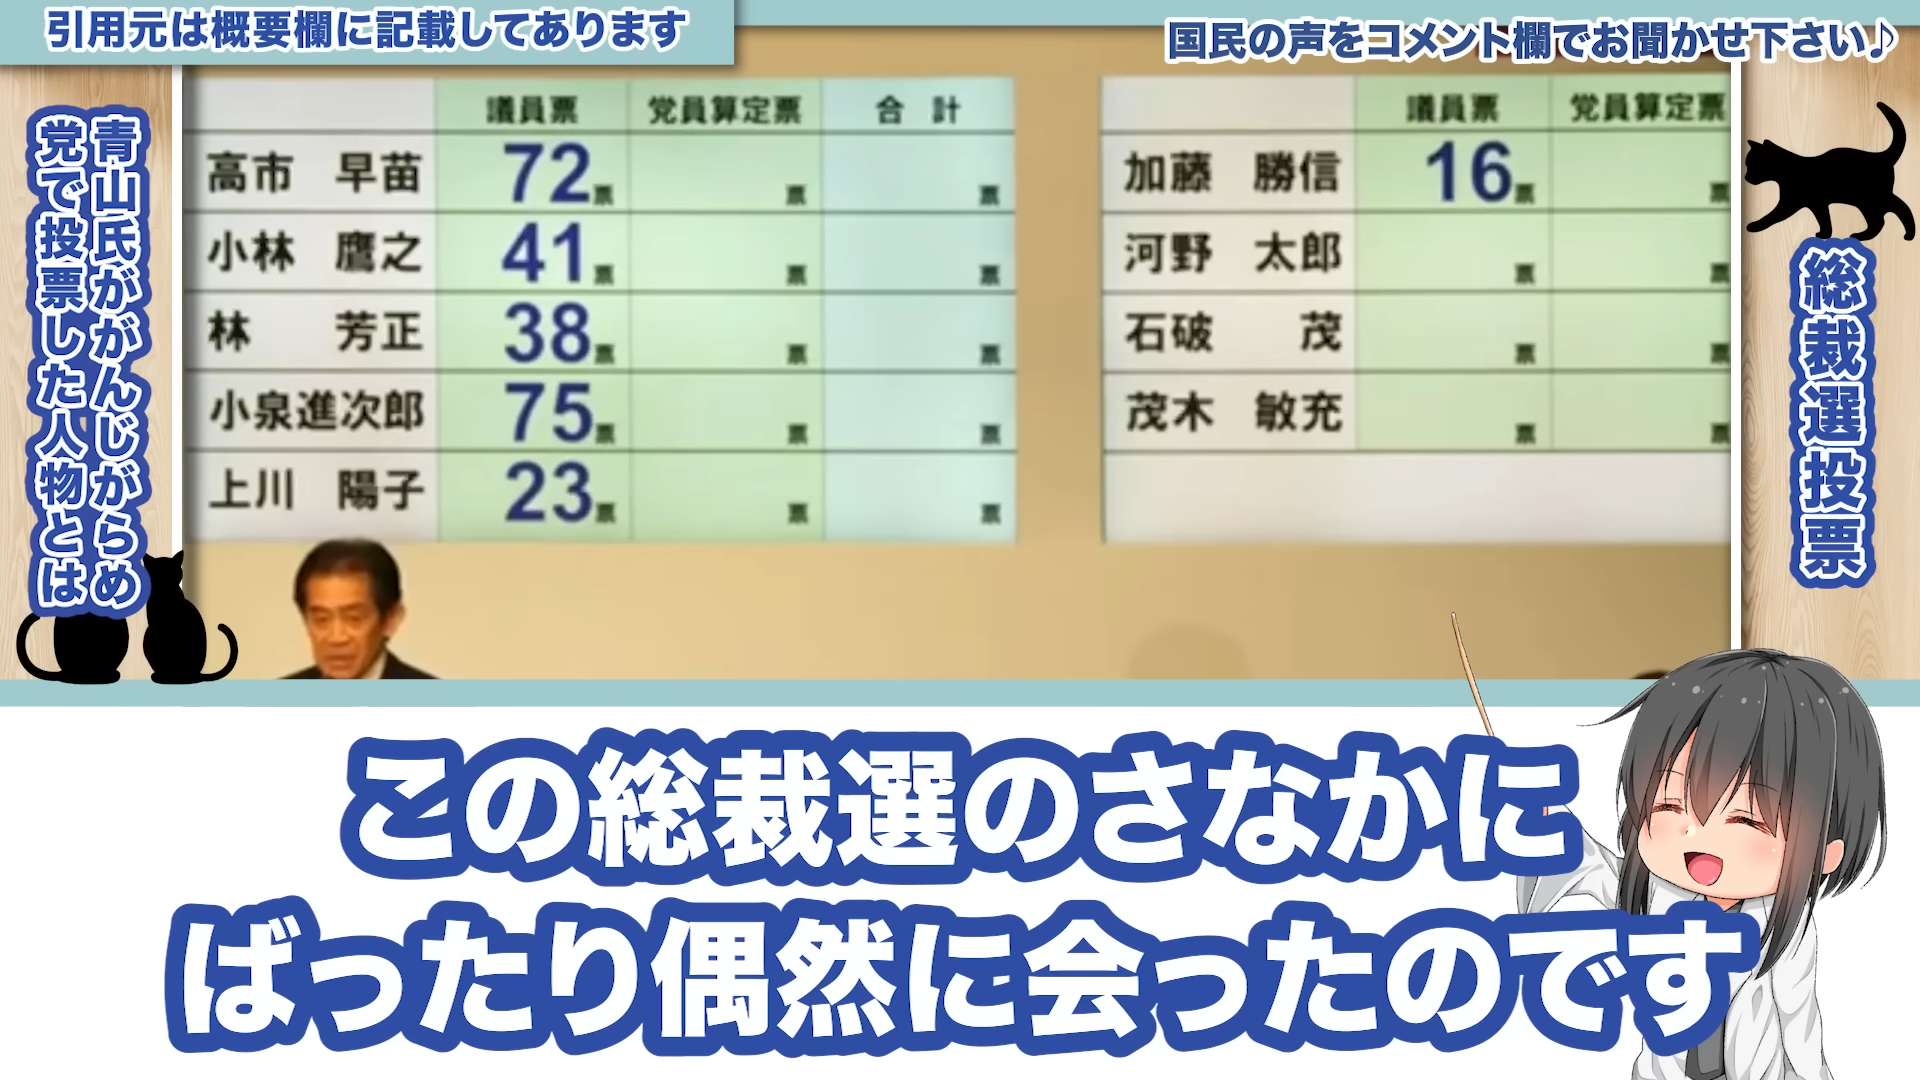 引用元は概要欄に記載してあります
国民の声をコメント欄でお聞かせ下さい♪
青山氏ががんじがらめ
党で投票した人物とは
総裁選投票
議員票 党員算定票 合計
高市 早苗 72票 票 票
小林 鷹之 41票 票 票
林 芳正 38票 票 票
小泉進次郎 75票 票 票
上川 陽子 23票 票 票
議員票 党員算定票
加藤 勝信 16票 票
河野 太郎 票 票
石破 茂 票 票
茂木 敏充 票 票
この総裁選のさなかに
ばったり偶然に会ったのです